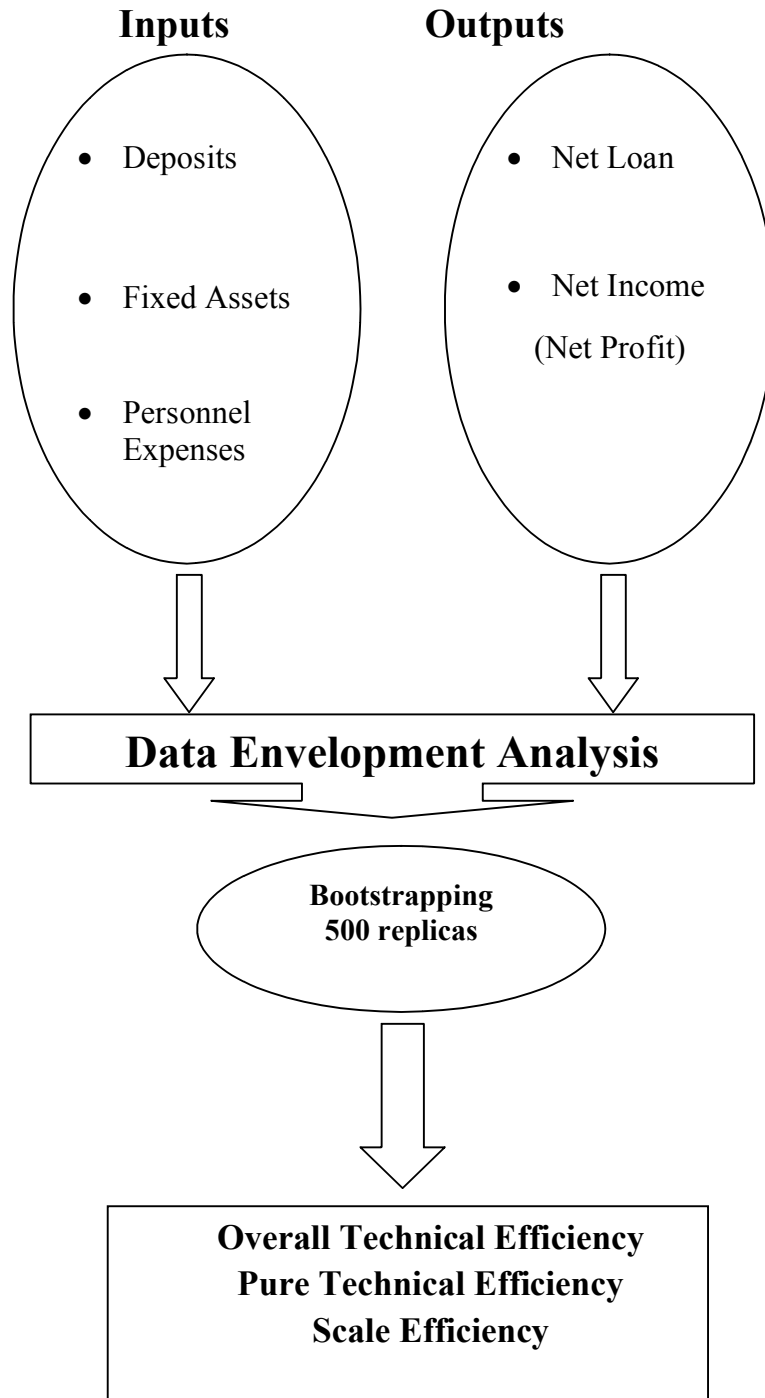 Inputs
Outputs
• Deposits
• Fixed Assets
• Personnel
Expenses
• Net Loan
• Net Income
(Net Profit)
Data Envelopment Analysis
Bootstrapping
500 replicas
Overall Technical Efficiency
Pure Technical Efficiency
Scale Efficiency